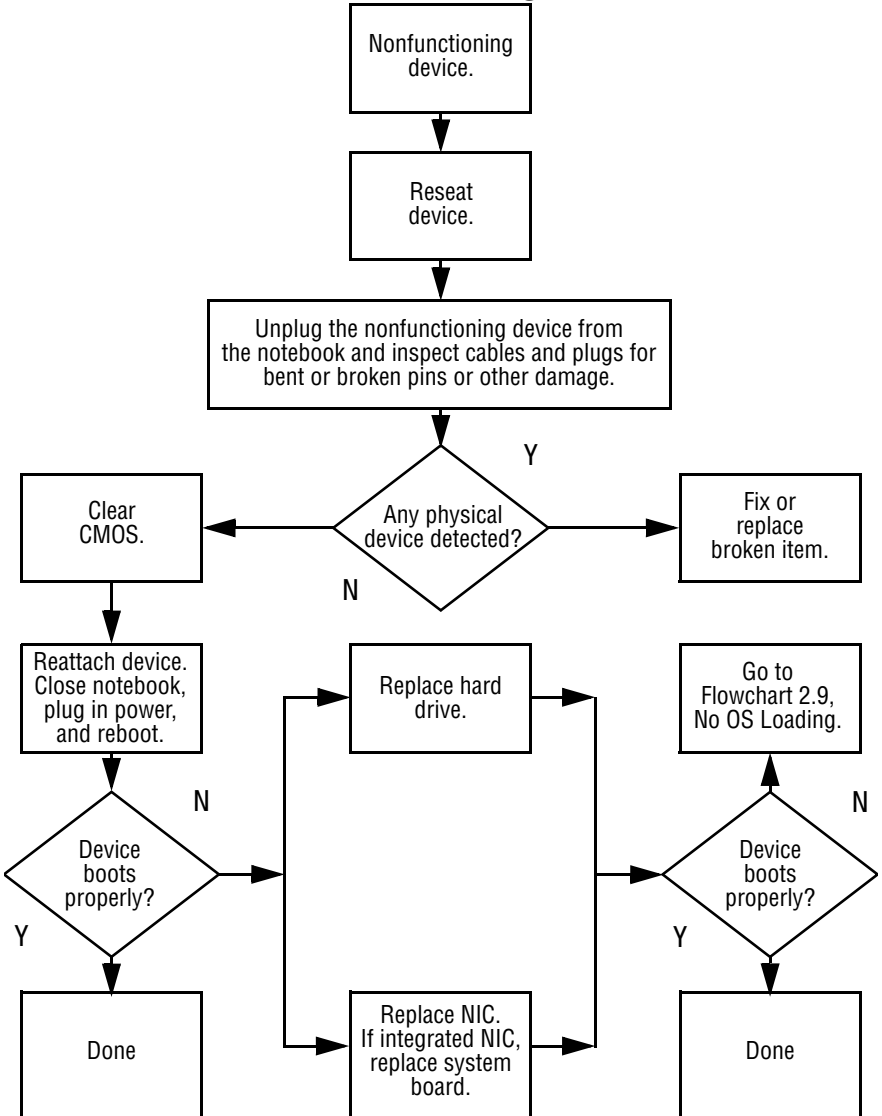 Nonfunctioning
device.
Reseat
device.
Unplug the nonfunctioning device from
the notebook and inspect cables and plugs for
bent or broken pins or other damage.
Y
Any physical
device detected?
N
Clear
CMOS.
Fix or
replace
broken item.
Reattach device.
Close notebook,
plug in power,
and reboot.
Replace hard
drive.
Go to
Flowchart 2.9,
No OS Loading.
N
Device
boots
properly?
Y
N
Device
boots
properly?
Y
Done
Replace NIC.
If integrated NIC,
replace system
board.
Done